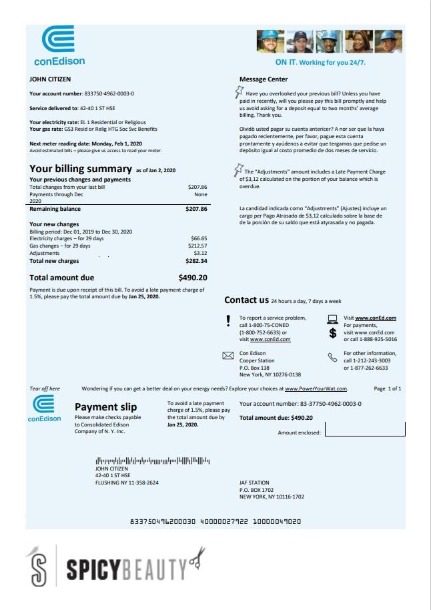 conEdison
ON IT. Working for you 24/7.
JOHN CITIZEN
Your account number: 833750-4962-0003-0
Service delivered to: 42-40 1 ST HSE
Your electricity rate: EL 1 Residential or Religious
Your gas rate: GS3 Resid or Relig HTG Soc Svc Benefits
Next meter reading date: Monday, Feb 1, 2020
Avoid estimated bills – please give us access to read your meter.
Your billing summary as of Jan 2, 2020
Your previous charges and payments
Total charges from your last bill $207.86
Payments through Dec None
2020
Remaining balance $207.86
Your new charges
Billing period: Dec 01, 2019 to Dec 30, 2020
Electricity charges – for 29 days $66.65
Gas charges – for 29 days $212.57
Adjustments $3.12
Total new charges $282.34
Total amount due $490.20
Payment is due upon receipt of this bill. To avoid a late payment charge of
1.5%, please pay the total amount due by Jan 25, 2020.
Message Center
Have you overlooked your previous bill? Unless you have
paid in recently, will you please pay this bill promptly and help
us avoid asking for a deposit equal to two months' average
billing. Thank you.
Olvidó usted pagar su cuenta anterior? A no ser que la haya
pagado recientemente, por favor, pague esta cuenta
prontamente y ayúdenos a evitar que tengamos que pedirle un
depósito igual al costo promedio de dos meses de servicio.
The "Adjustments" amount includes a Late Payment Charge
of $3.12 calculated on the portion of your balance which is
overdue.
La candidad indicada como "Adjustments" (Ajustes) incluye un
cargo por Pago Atrasado de $3,12 calculado sobre la base de
de la porción de su saldo que está atrasada y no pagada.
Contact us 24 hours a day, 7 days a week
To report a service problem,
call 1-800-75-CONED
(1-800-752-6633) or
visit www.conEd.com
Visit www.conEd.com
For payments,
visit www.conEd.com
or call 1-888-925-5016
Con Edison
Cooper Station
P.O. Box 138
New York, NY 10276-0138
For other information,
call 1-212-243-3003
or 1-877-262-6633
Tear off here Wondering if you can get a better deal on your energy needs? Explore your choices at www.PowerYourWat.com. Page 1 of 1
conEdison
Payment slip
Please make checks payable
to Consolidated Edison
Company of N. Y. Inc.
To avoid a late payment
charge of 1.5%, please pay
the total amount due by
Jan 25, 2020.
Your account number: 83-37750-4962-0003-0
Total amount due: $490.20
Amount enclosed:
JOHN CITIZEN
42-40 1 ST HSE
FLUSHING NY 11-358-2624
JAF STATION
P.O. BOX 1702
NEW YORK, NY 10116-1702
833750496200030 40000027922 10000049020
S SPICYBEAUTY